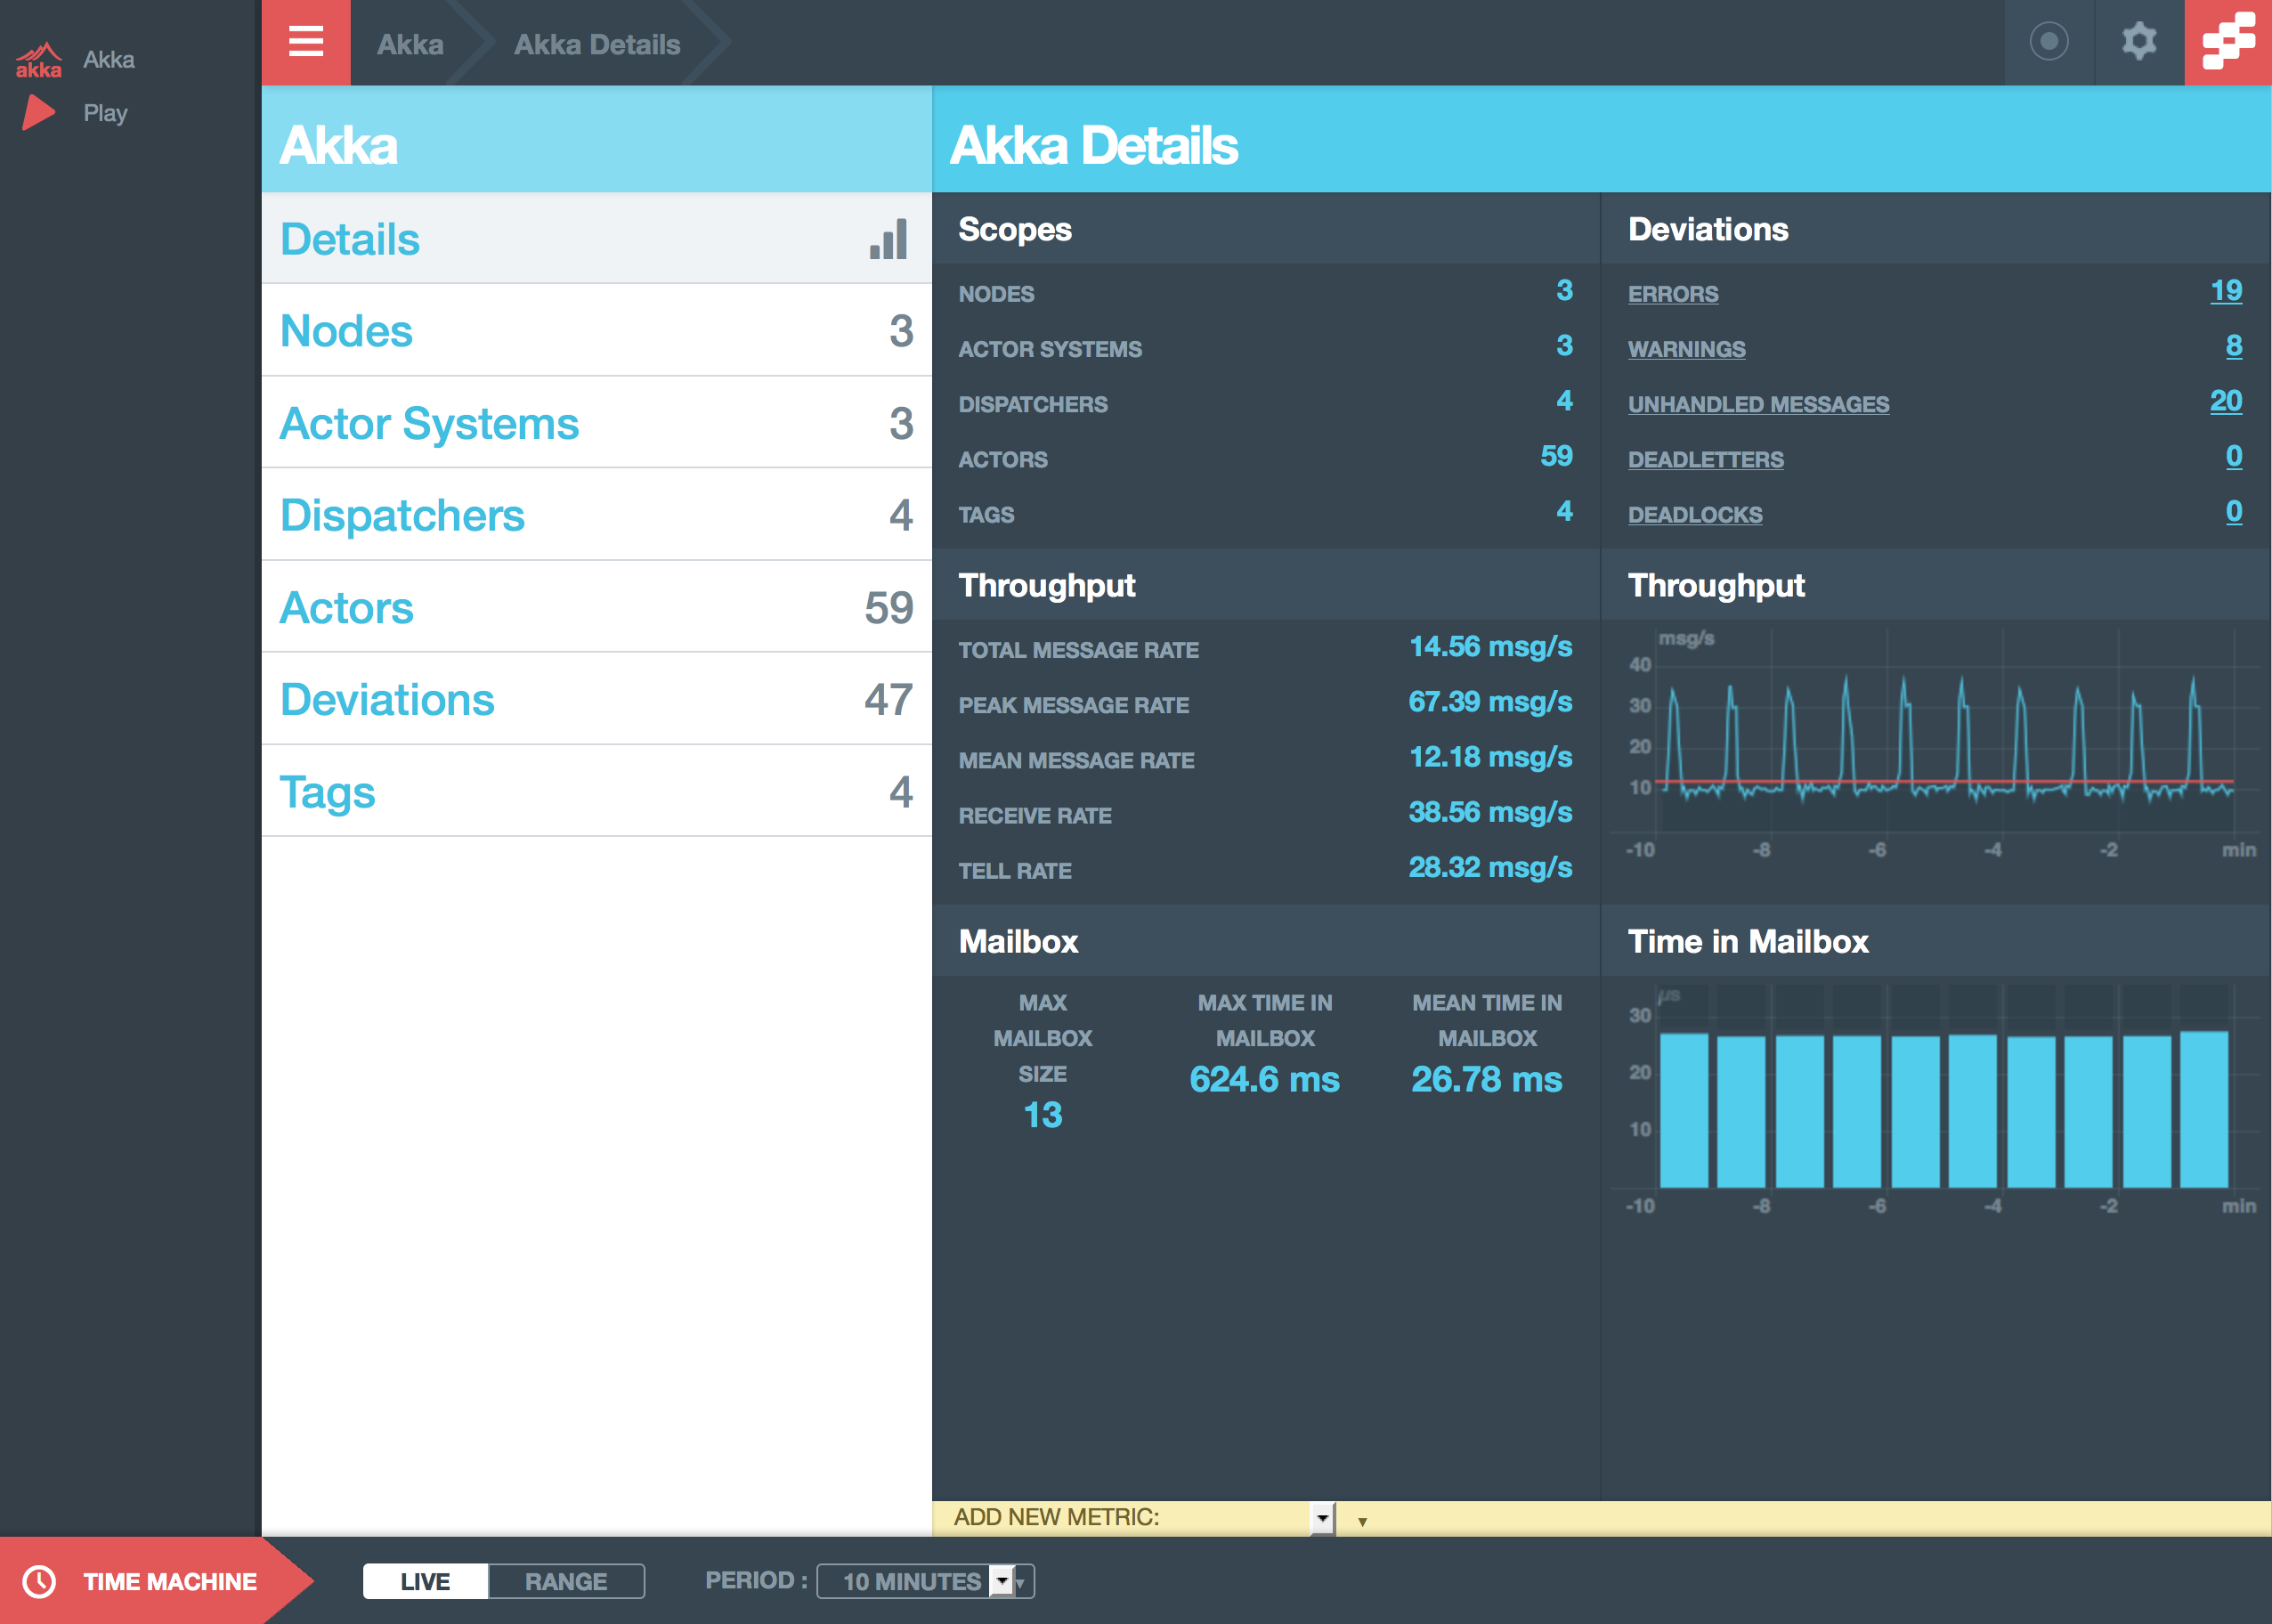 akka Akka
Play
Akka
Akka Details
Akka
Details
Nodes 3
Actor Systems 3
Dispatchers 4
Actors 59
Deviations 47
Tags 4
Akka Details
Scopes
NODES 3
ACTOR SYSTEMS 3
DISPATCHERS 4
ACTORS 59
TAGS 4
Deviations
ERRORS 19
WARNINGS 8
UNHANDLED MESSAGES 20
DEADLETTERS 0
DEADLOCKS 0
Throughput
TOTAL MESSAGE RATE 14.56 msg/s
PEAK MESSAGE RATE 67.39 msg/s
MEAN MESSAGE RATE 12.18 msg/s
RECEIVE RATE 38.56 msg/s
TELL RATE 28.32 msg/s
Throughput
msg/s
40
30
20
10
-10 -8 -6 -4 -2 min
Mailbox
MAX
MAILBOX
SIZE
13
MAX TIME IN
MAILBOX
624.6 ms
MEAN TIME IN
MAILBOX
26.78 ms
Time in Mailbox
µs
30
20
10
-10 -8 -6 -4 -2 min
ADD NEW METRIC:
TIME MACHINE
LIVE RANGE
PERIOD : 10 MINUTES